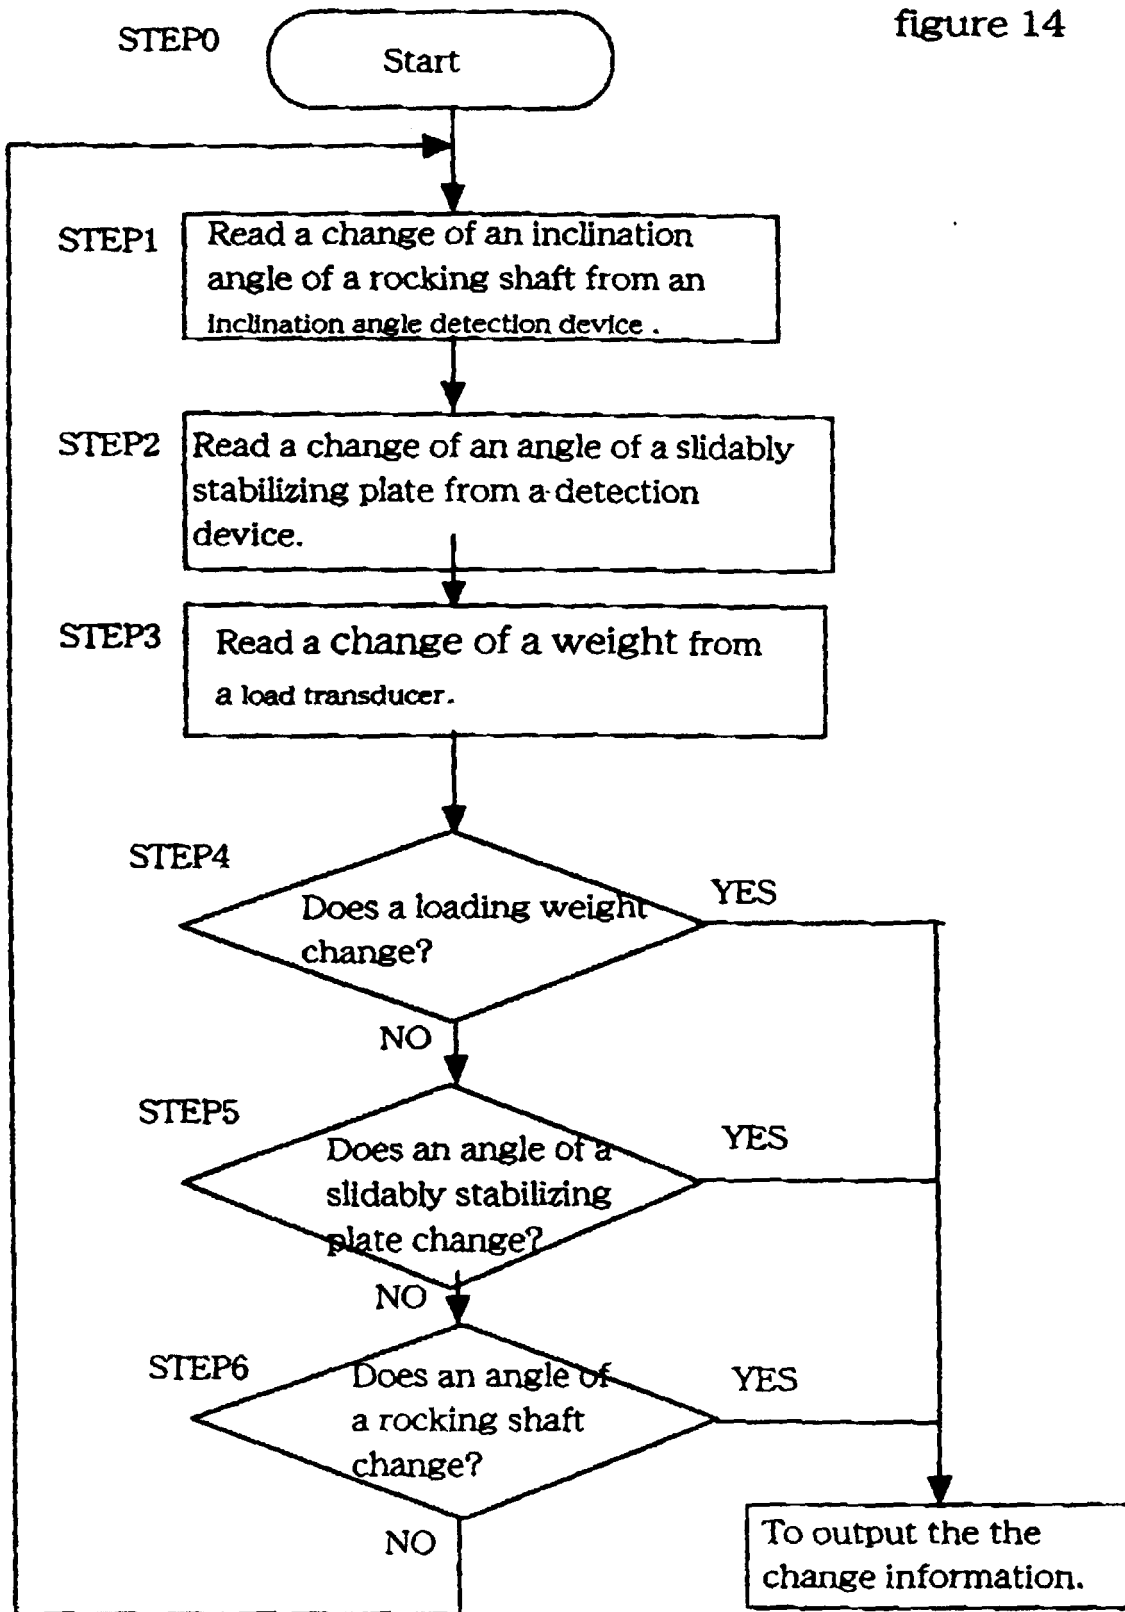 figure 14
STEP0
Start
STEP1
Read a change of an inclination
angle of a rocking shaft from an
inclination angle detection device .
STEP2
Read a change of an angle of a slidably
stabilizing plate from a detection
device.
STEP3
Read a change of a weight from
a load transducer.
STEP4
Does a loading weight
change?
YES
NO
STEP5
Does an angle of a
slidably stabilizing
plate change?
YES
NO
STEP6
Does an angle of
a rocking shaft
change?
YES
NO
To output the the
change information.